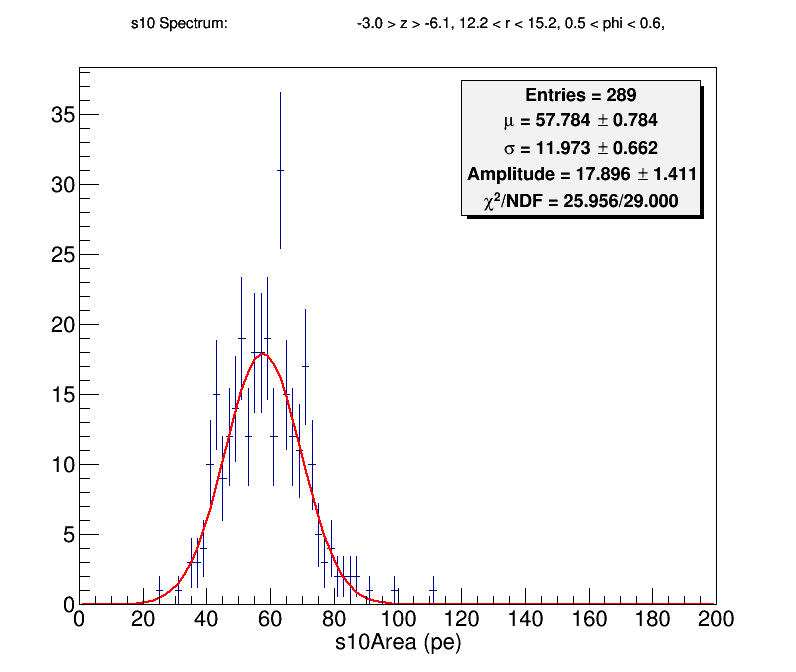 s10 Spectrum: -3.0 > z > -6.1, 12.2 < r < 15.2, 0.5 < phi < 0.6,
Entries = 289
μ = 57.784 ± 0.784
σ = 11.973 ± 0.662
Amplitude = 17.896 ± 1.411
χ²/NDF = 25.956/29.000
35
30
25
20
15
10
5
0
0 20 40 60 80 100 120 140 160 180 200
s10Area (pe)